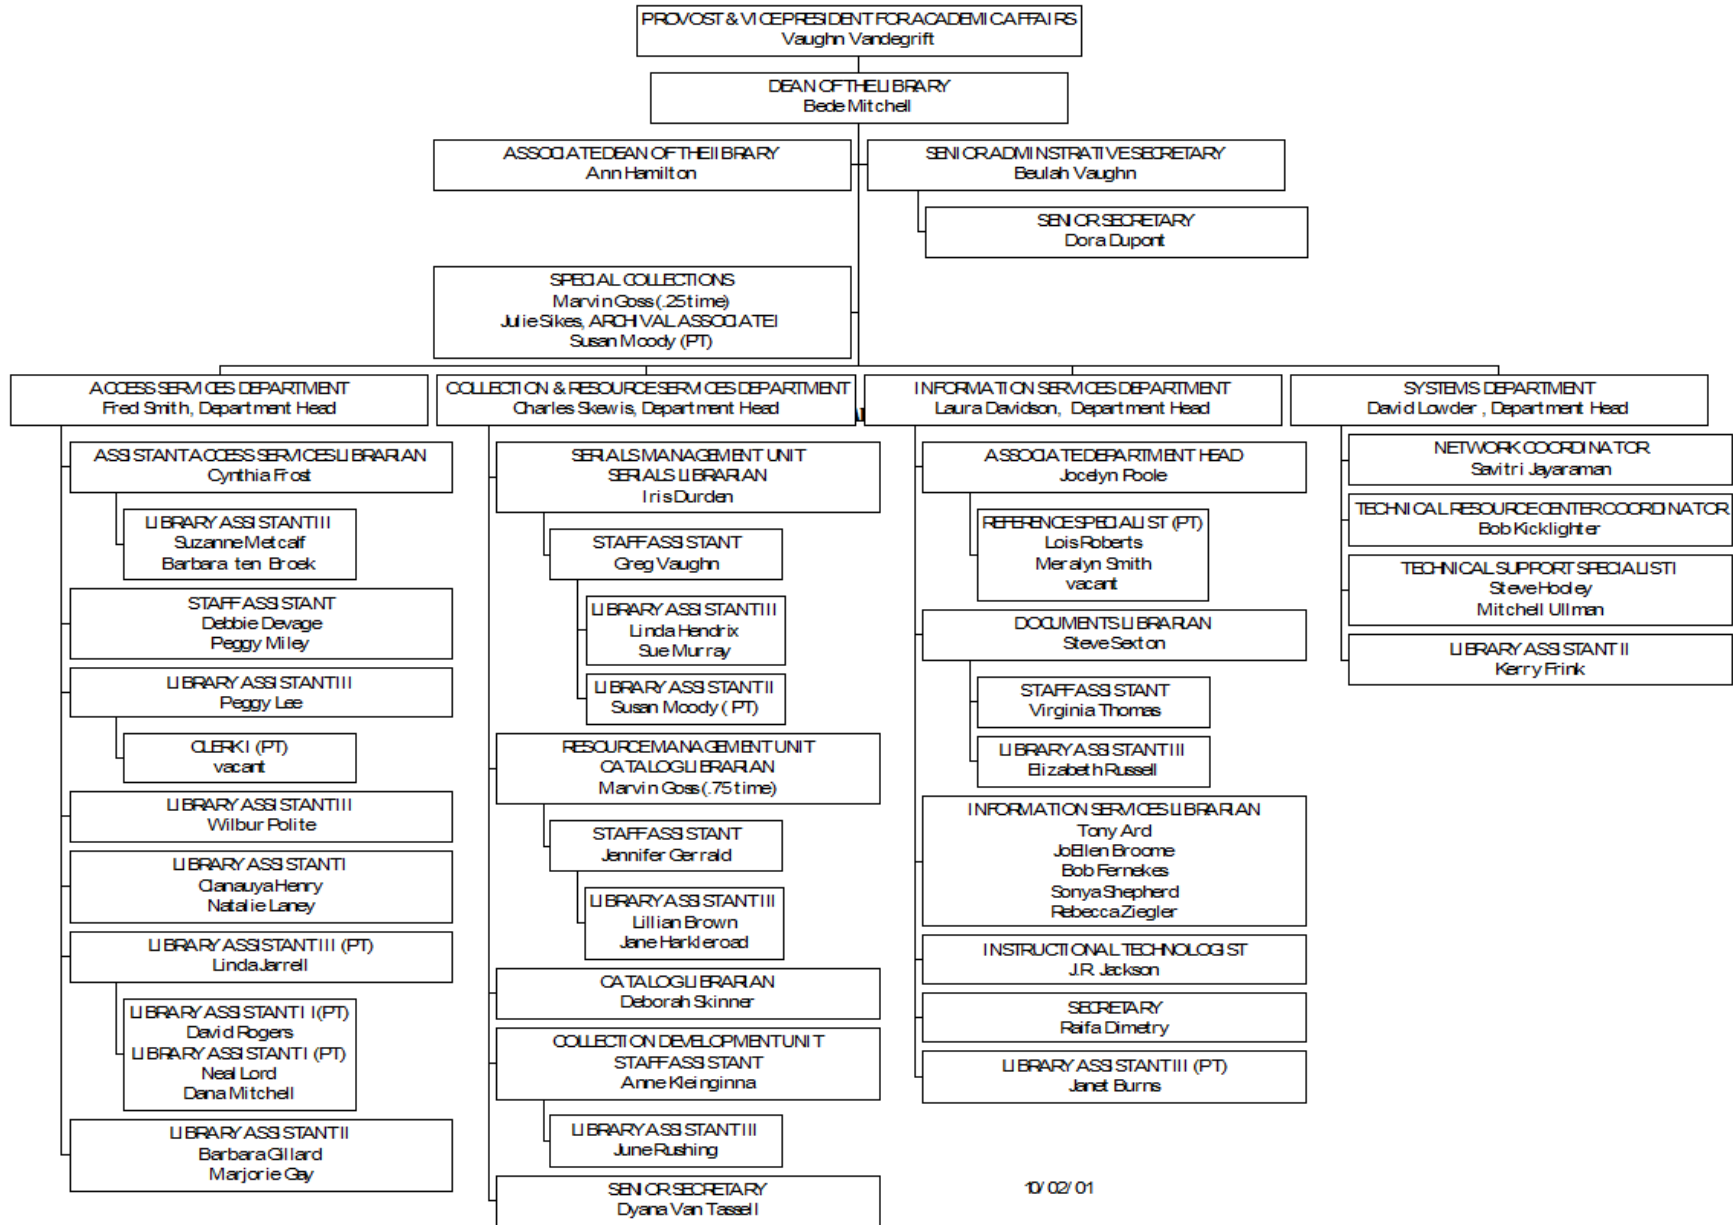 PROVOST & VICE PRESIDENT FOR ACADEMIC AFFAIRS
Vaughn Vandegrift
DEAN OF THE LIBRARY
Bede Mitchell
ASSOCIATE DEAN OF THE lIBRARY
Ann Hamilton
SENIOR ADMINSTRATIVE SECRETARY
Beulah Vaughn
SENIOR SECRETARY
Dora Dupont
SPECIAL COLLECTIONS
Marvin Goss (.25 time)
Julie Sikes, ARCHIVAL ASSOCIATE I
Susan Moody (PT)
ACCESS SERVICES DEPARTMENT
Fred Smith, Department Head
ASSISTANT ACCESS SERVICES LIBRARIAN
Cynthia Frost
LIBRARY ASSISTANT III
Suzanne Metcalf
Barbara ten Broek
STAFF ASSISTANT
Debbie Devage
Peggy Miley
LIBRARY ASSISTANT III
Peggy Lee
CLERK I (PT)
vacant
LIBRARY ASSISTANT III
Wilbur Polite
LIBRARY ASSISTANT I
Clanauya Henry
Natalie Laney
LIBRARY ASSISTANT III (PT)
Linda Jarrell
LIBRARY ASSISTANT I I (PT)
David Rogers
LIBRARY ASSISTANT I (PT)
Neal Lord
Dana Mitchell
LIBRARY ASSISTANT II
Barbara Gillard
Marjorie Gay
COLLECTION & RESOURCE SERVICES DEPARTMENT
Charles Skewis, Department Head
SERIALS MANAGEMENT UNIT
SERIALS LIBRARIAN
Iris Durden
STAFF ASSISTANT
Greg Vaughn
LIBRARY ASSISTANT III
Linda Hendrix
Sue Murray
LIBRARY ASSISTANT II
Susan Moody ( PT)
RESOURCE MANAGEMENT UNIT
CATALOG LIBRARIAN
Marvin Goss (.75 time)
STAFF ASSISTANT
Jennifer Gerrald
LIBRARY ASSISTANT III
Lillian Brown
Jane Harkleroad
CATALOG LIBRARIAN
Deborah Skinner
COLLECTION DEVELOPMENT UNIT
STAFF ASSISTANT
Anne Kleinginna
LIBRARY ASSISTANT III
June Rushing
SENIOR SECRETARY
Dyana Van Tassell
INFORMATION SERVICES DEPARTMENT
Laura Davidson, Department Head
ASSOCIATE DEPARTMENT HEAD
Jocelyn Poole
REFERENCE SPECIALIST (PT)
Lois Roberts
Meralyn Smith
vacant
DOCUMENTS LIBRARIAN
Steve Sexton
STAFF ASSISTANT
Virginia Thomas
LIBRARY ASSISTANT III
Elizabeth Russell
INFORMATION SERVICES LIBRARIAN
Tony Ard
JoEllen Broome
Bob Fernekes
Sonya Shepherd
Rebecca Ziegler
INSTRUCTIONAL TECHNOLOGIST
J.R. Jackson
SECRETARY
Raifa Dimetry
LIBRARY ASSISTANT III (PT)
Janet Burns
SYSTEMS DEPARTMENT
David Lowder , Department Head
NETWORK COORDINATOR
Savitri Jayaraman
TECHNICAL RESOURCE CENTER COORDINATOR
Bob Kicklighter
TECHNICAL SUPPORT SPECIALIST I
Steve Hooley
Mitchell Ullman
LIBRARY ASSISTANT II
Kerry Frink
10/02/01